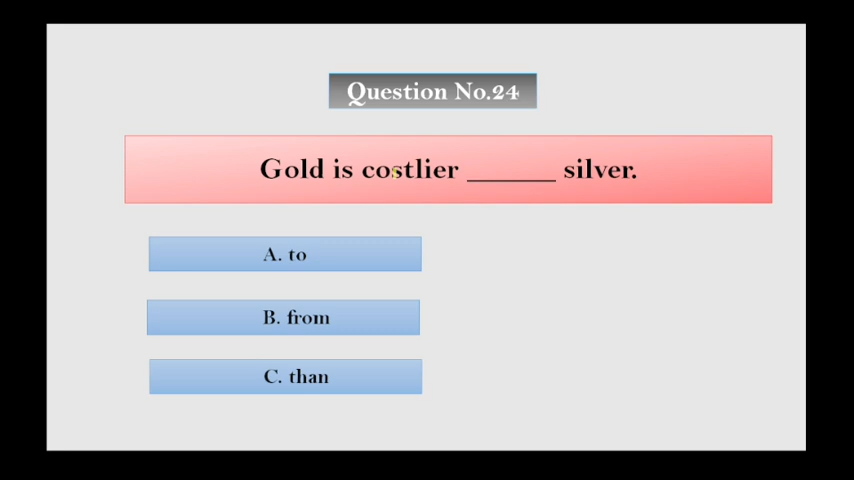 Question No.24
Gold is costlier ______ silver.
A. to
B. from
C. than